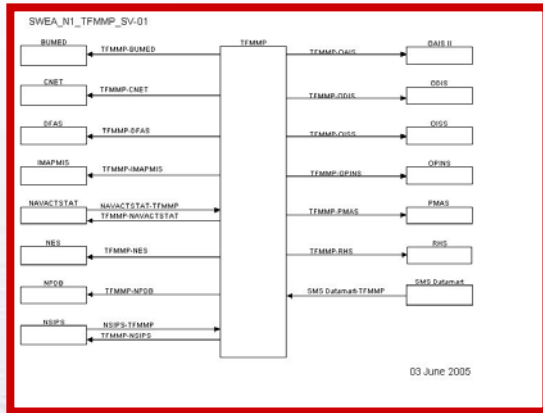 SWEA_N1_TFMMP_SV-01
BUMED
TFMMP-BUMED
TFMMP
TFMMP-OAIS
OAIS II
CNET
TFMMP-CNET
TFMMP-ODIS
ODIS
DFAS
TFMMP-DFAS
TFMMP-OISS
OISS
IMAPMIS
TFMMP-IMAPMIS
TFMMP-OPINS
OPINS
NAVACTSTAT
NAVACTSTAT-TFMMP
TFMMP-NAVACTSTAT
TFMMP-PMAS
PMAS
NES
TFMMP-NES
TFMMP-RHS
RHS
NFDB
TFMMP-NFDB
SMS Datamart-TFMMP
SMS Datamart
NSIPS
NSIPS-TFMMP
TFMMP-NSIPS
03 June 2005